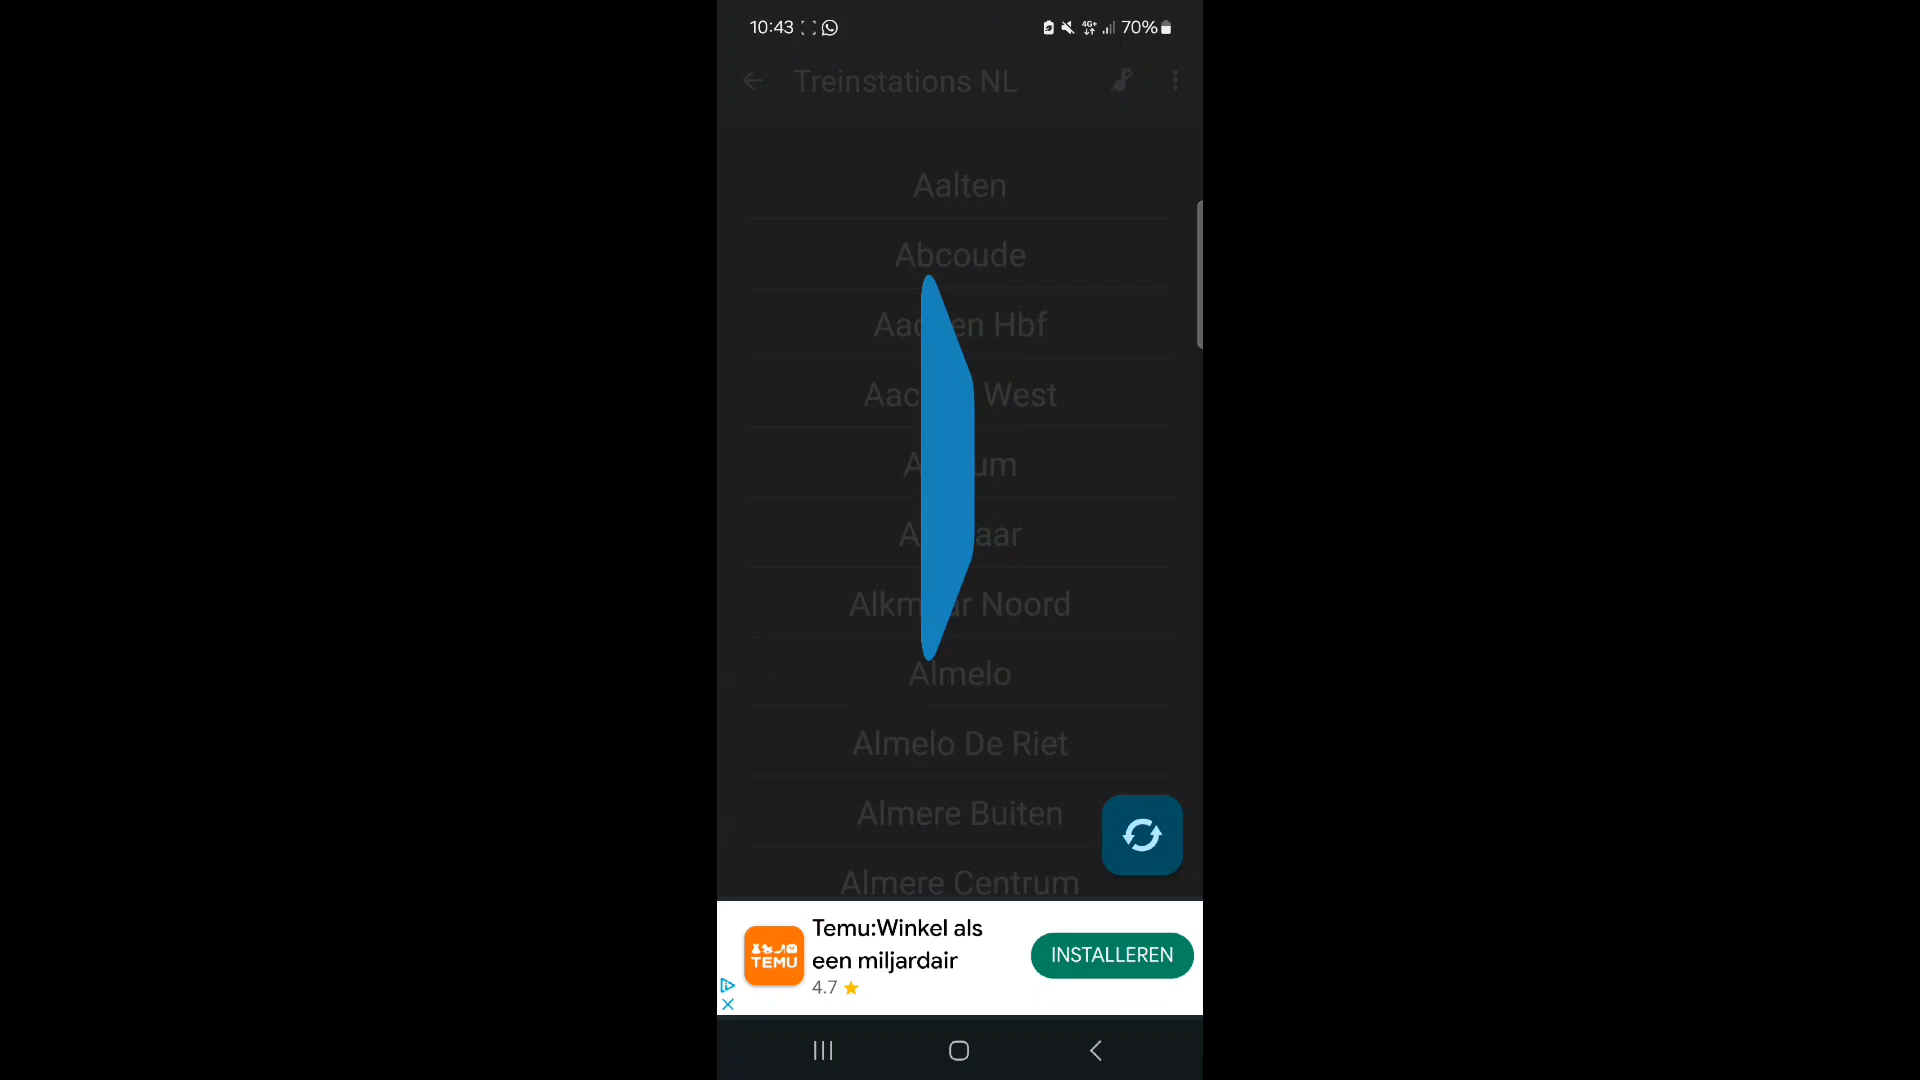 10:43 4G+ 70%
Treinstations NL
Aalten
Abcoude
Aac en Hbf
Aac West
A um
A aar
Alkm r Noord
Almelo
Almelo De Riet
Almere Buiten
Almere Centrum
TEMU
Temu:Winkel als
een miljardair
4.7
INSTALLEREN